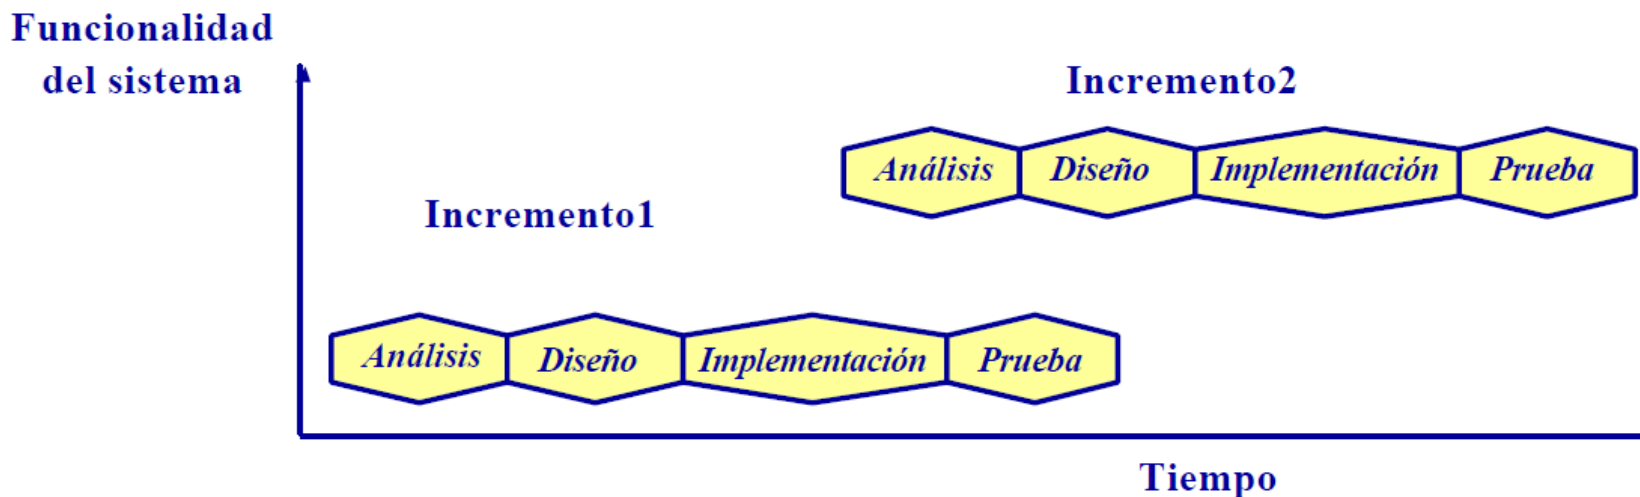 Funcionalidad
del sistema
Incremento2
Análisis Diseño Implementación Prueba
Incremento1
Análisis Diseño Implementación Prueba
Tiempo